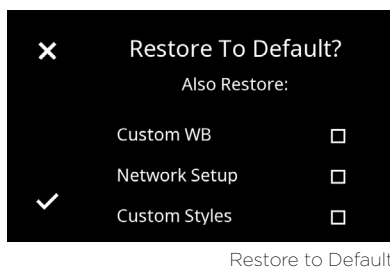 Restore To Default?
Also Restore:
Custom WB
Network Setup
Custom Styles
Restore to Default